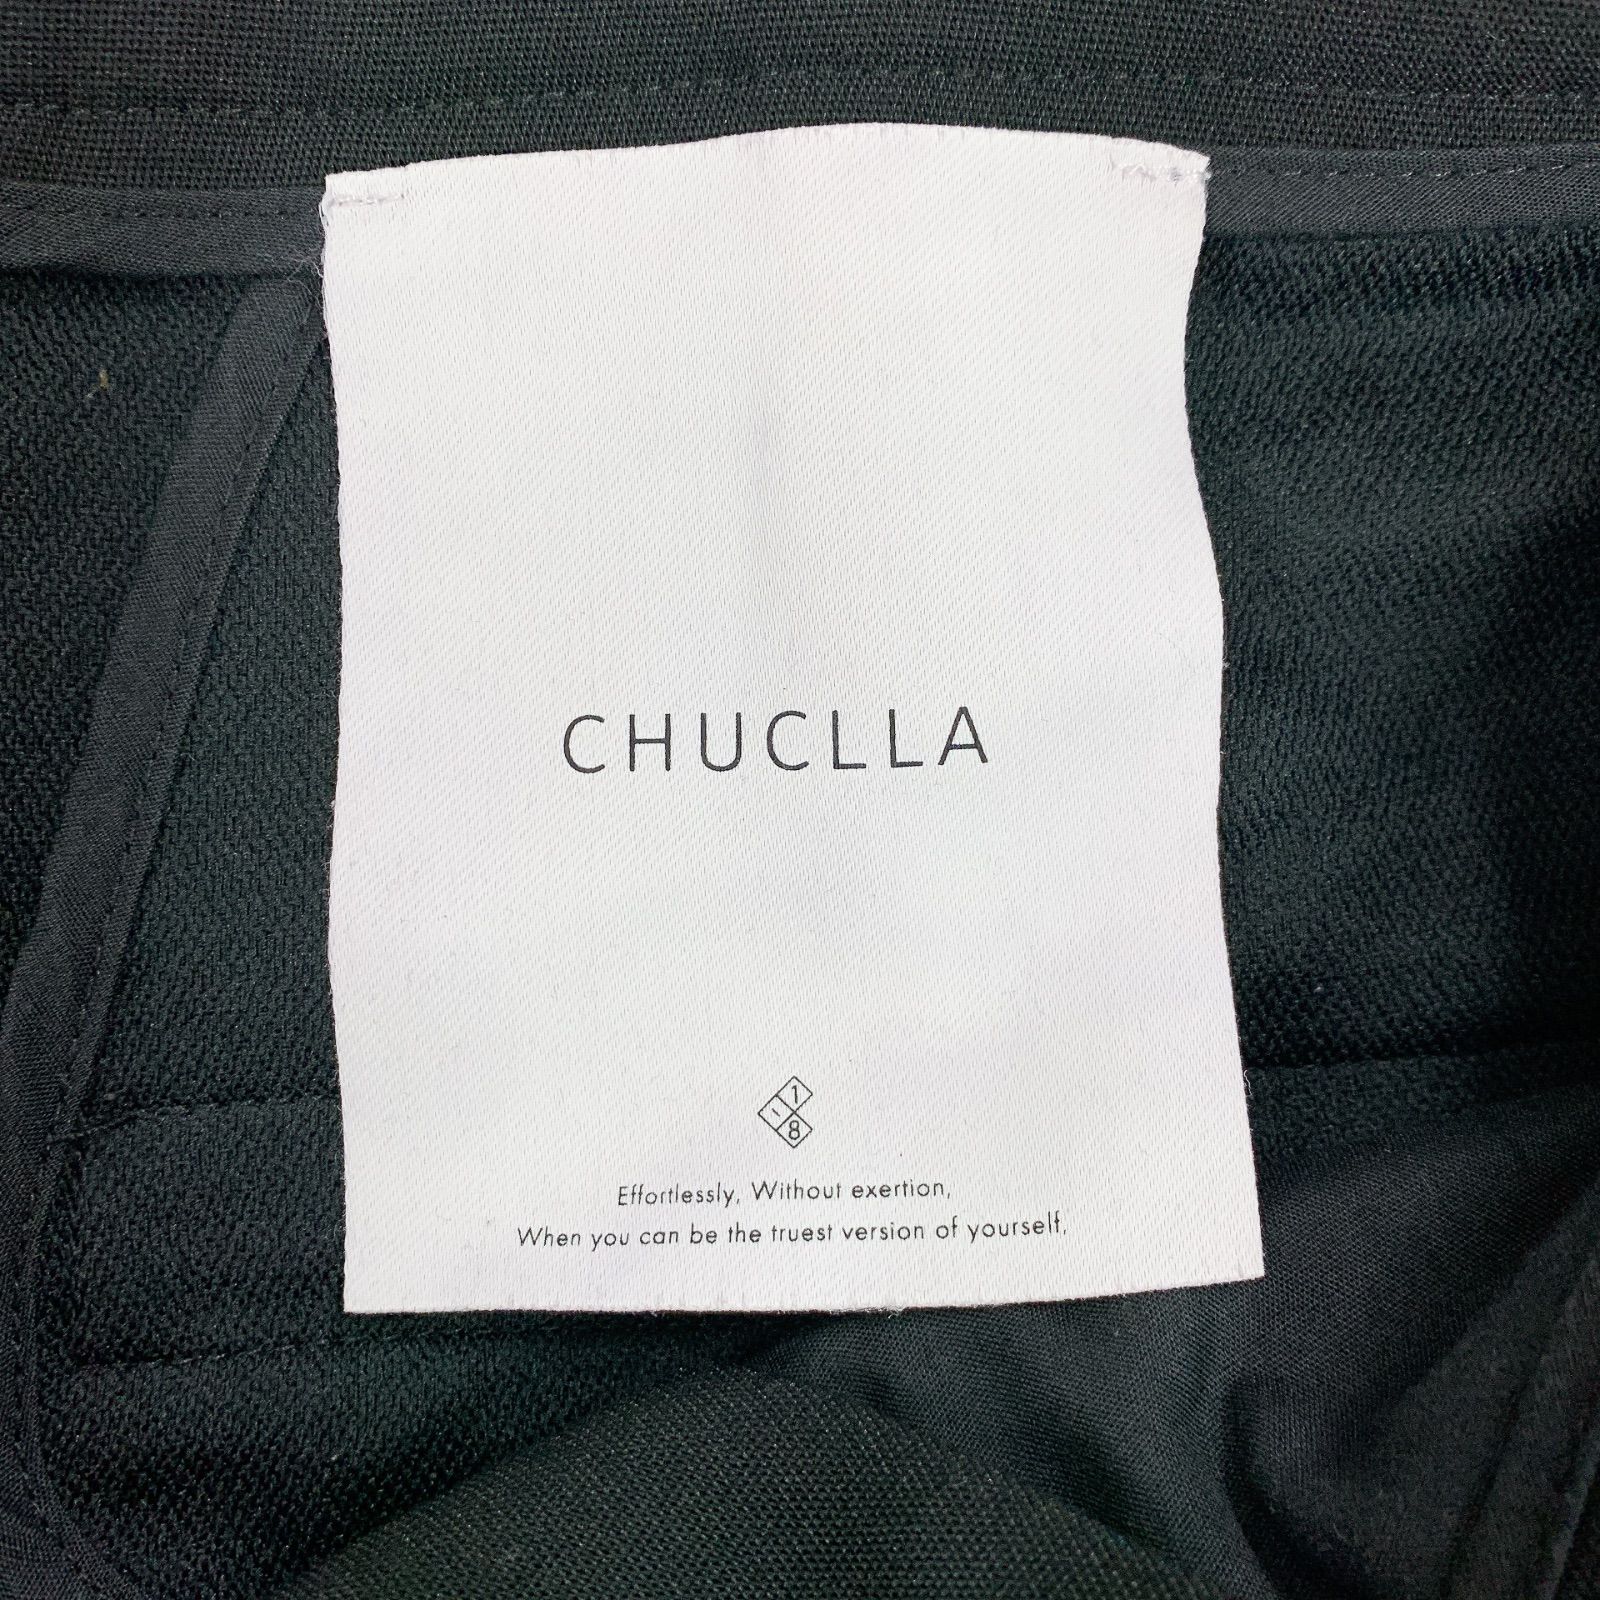 CHUCLLA
1
8
Effortlessly, Without exertion,
When you can be the truest version of yourself,